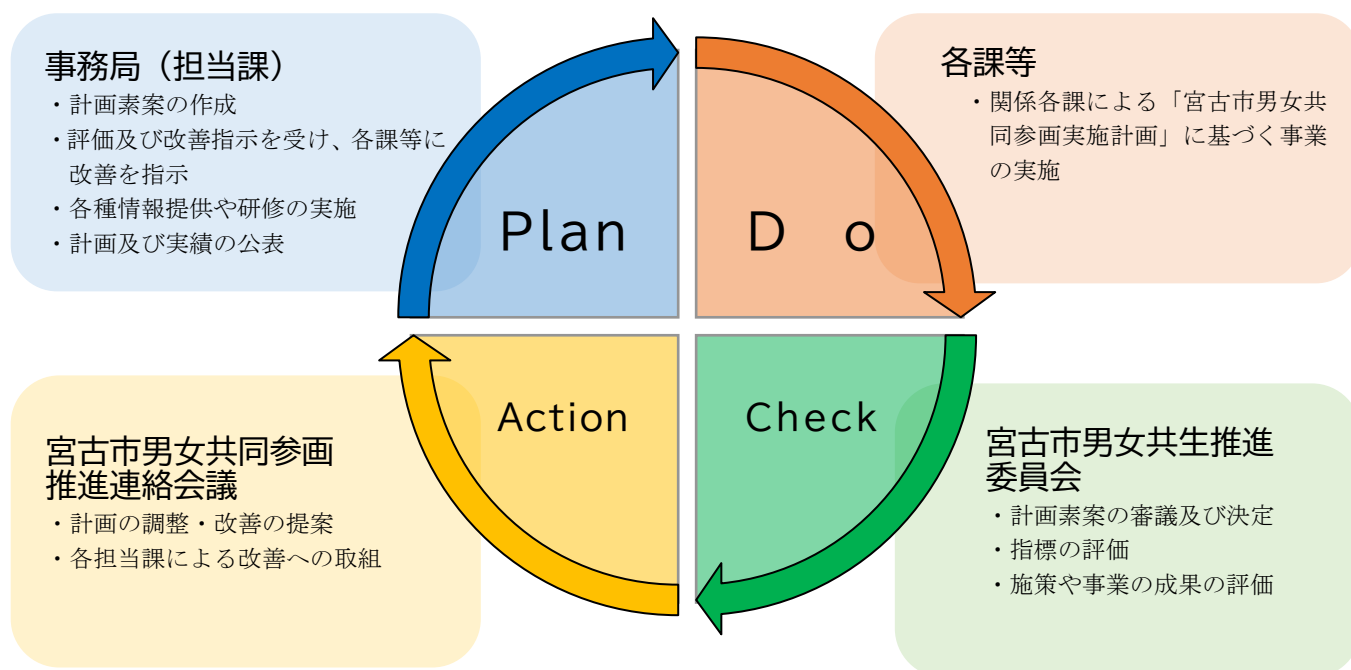 事務局(担当課)
・計画素案の作成
・評価及び改善指示を受け、各課等に
改善を指示
・各種情報提供や研修の実施
・計画及び実績の公表
Plan
D o
各課等
・関係各課による「宮古市男女共
同参画実施計画」に基づく事業
の実施
宮古市男女共同参画
推進連絡会議
・計画の調整・改善の提案
・各担当課による改善への取組
Action
Check
宮古市男女共生推進
委員会
・計画素案の審議及び決定
・指標の評価
・施策や事業の成果の評価